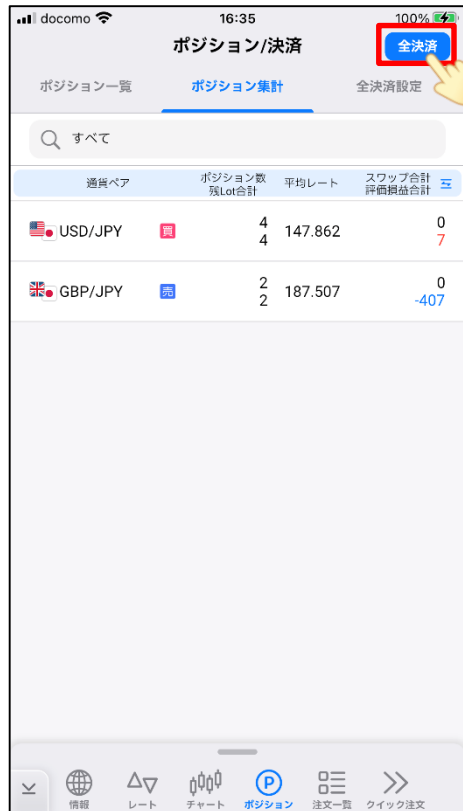 docomo 16:35 100%
ポジション/決済 全決済
ポジション一覧 ポジション集計 全決済設定
すべて
通貨ペア ポジション数 平均レート スワップ合計
残Lot合計 評価損益合計
USD/JPY 買 4 147.862 0
4 7
GBP/JPY 売 2 187.507 0
2 -407
P
情報 レート チャート ポジション 注文一覧 クイック注文